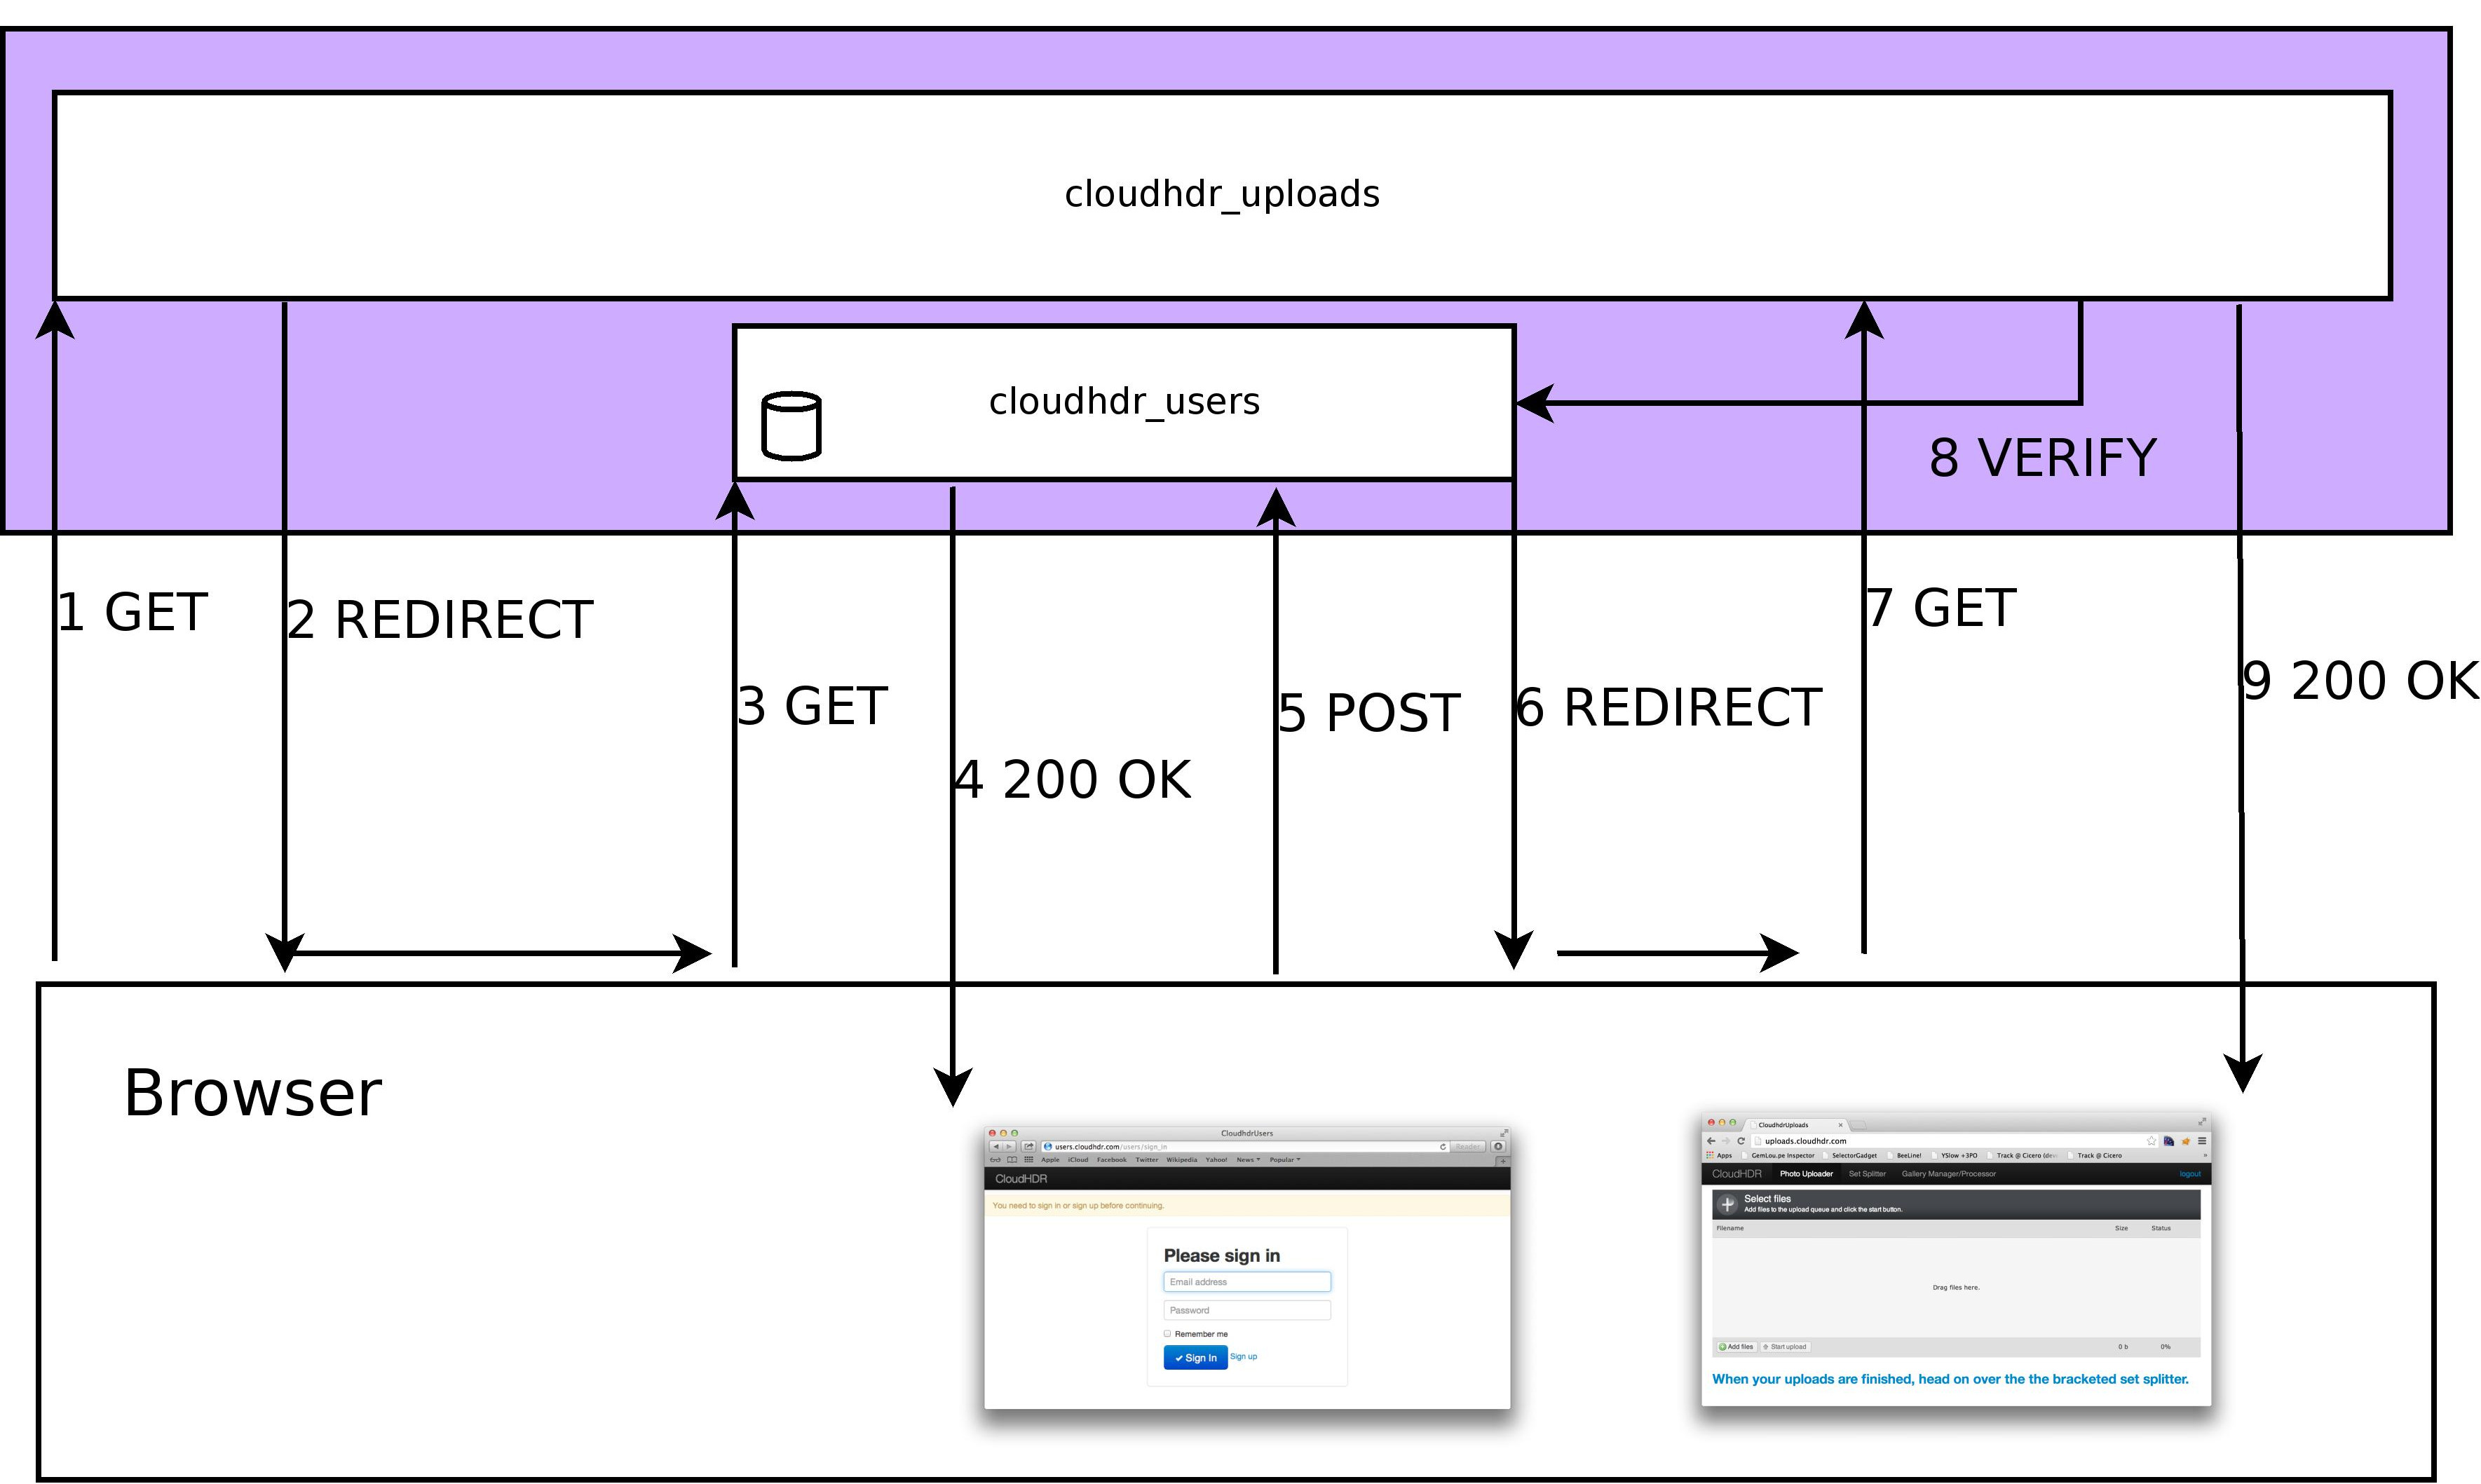 cloudhdr_uploads
cloudhdr_users
8 VERIFY
1 GET
2 REDIRECT
7 GET
3 GET
5 POST
6 REDIRECT
9 200 OK
4 200 OK
Browser
CloudhdrUsers
users.cloudhdr.com/users/sign_in
Reader
Apple iCloud Facebook Twitter Wikipedia Yahoo! News Popular
CloudHDR
You need to sign in or sign up before continuing.
Please sign in
Email address
Password
Remember me
Sign In Sign up
CloudhdrUploads
uploads.cloudhdr.com
Apps GemLou.pe Inspector SelectorGadget BeeLine! YSlow +3PO Track @ Cicero (dev Track @ Cicero
CloudHDR Photo Uploader Set Splitter Gallery Manager/Processor logout
Select files
Add files to the upload queue and click the start button.
Filename Size Status
Drag files here.
Add files Start upload 0 b 0%
When your uploads are finished, head on over the the bracketed set splitter.